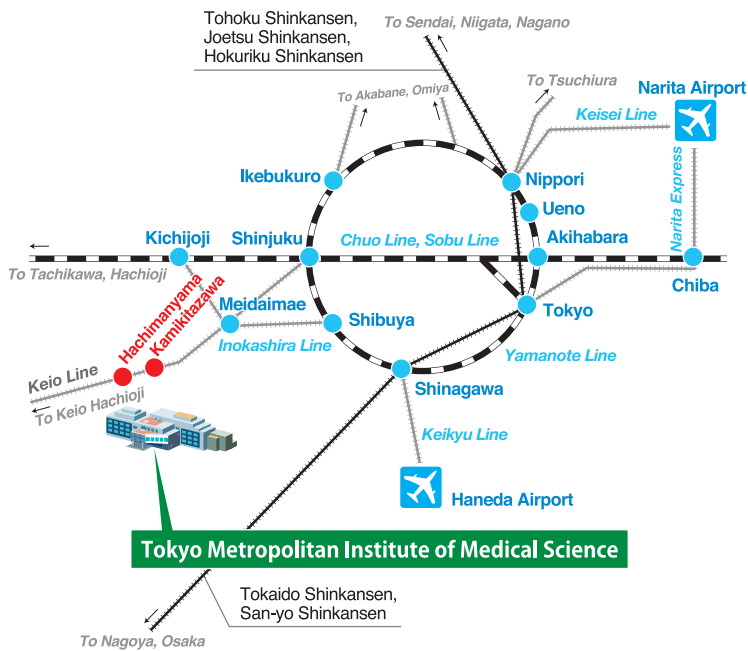 Tohoku Shinkansen,
Joetsu Shinkansen,
Hokuriku Shinkansen
To Sendai, Niigata, Nagano
To Tsuchiura
Narita Airport
To Akabane, Omiya
Keisei Line
Ikebukuro
Nippori
Ueno
Narita Express
Kichijoji
Shinjuku
Chuo Line, Sobu Line
Akihabara
To Tachikawa, Hachioji
Chiba
Hachimanyama
Kamikitazawa
Meidaimae
Tokyo
Shibuya
Inokashira Line
Yamanote Line
Keio Line
To Keio Hachioji
Shinagawa
Keikyu Line
Haneda Airport
Tokyo Metropolitan Institute of Medical Science
Tokaido Shinkansen,
San-yo Shinkansen
To Nagoya, Osaka